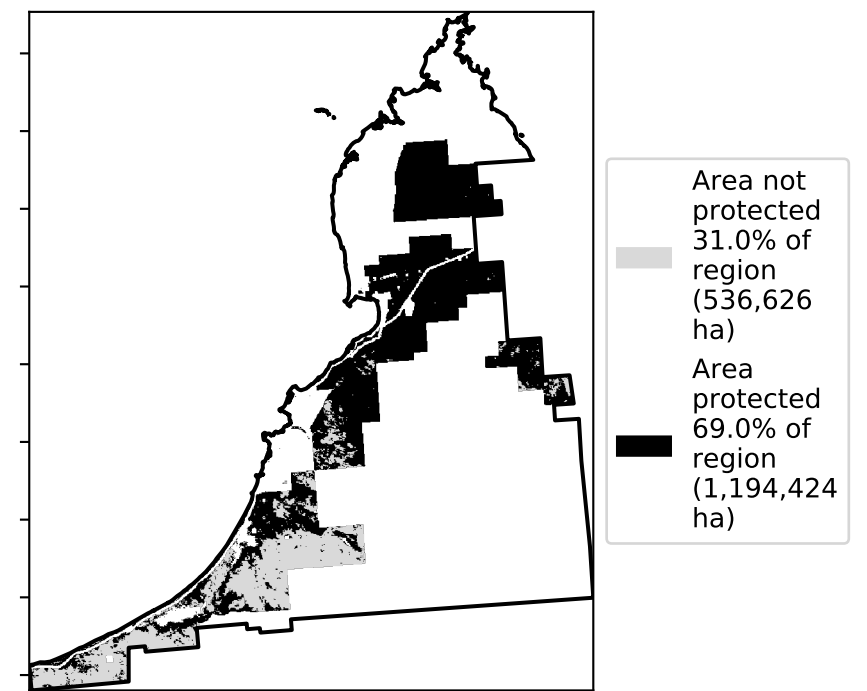 Area not
protected
31.0% of
region
(536,626
ha)
Area
protected
69.0% of
region
(1,194,424
ha)